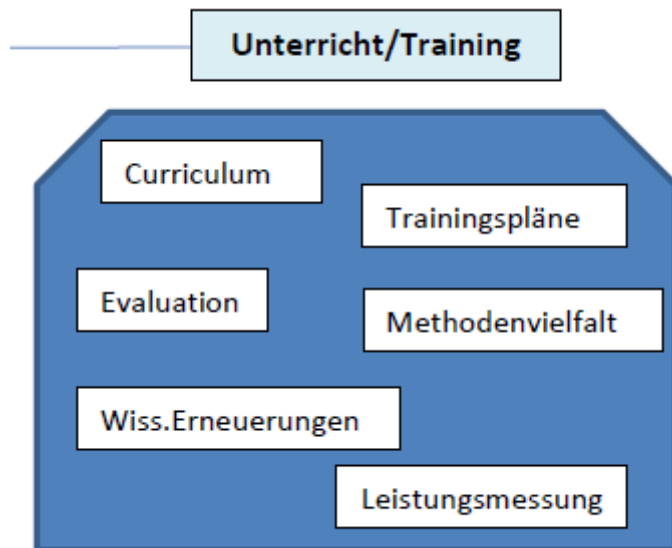 Unterricht/Training
Curriculum
Trainingspläne
Evaluation
Methodenvielfalt
Wiss.Erneuerungen
Leistungsmessung